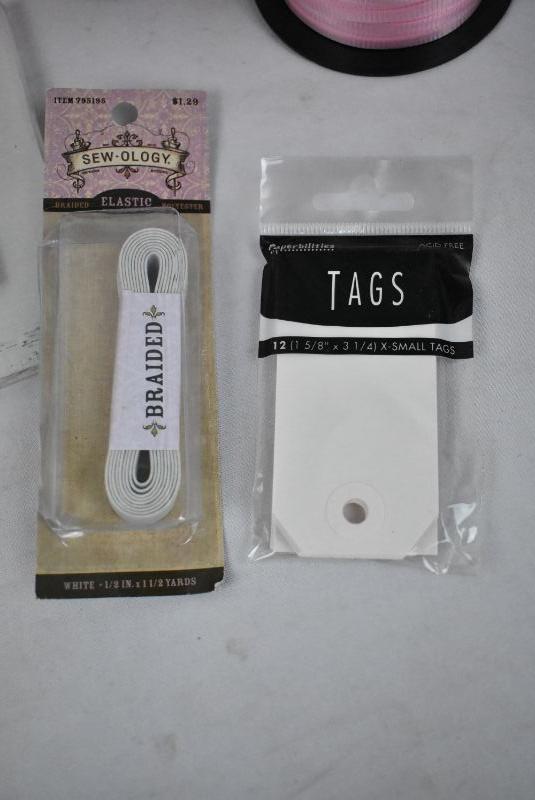 ITEM 795195 $1.29
SEW-OLOGY.
BRAIDED ELASTIC POLYESTER
BRAIDED
WHITE - 1/2 IN. x 1 1/2 YARDS
Paperbilities ACID FREE
TAGS
12 (1 5/8" x 3 1/4) X-SMALL TAGS